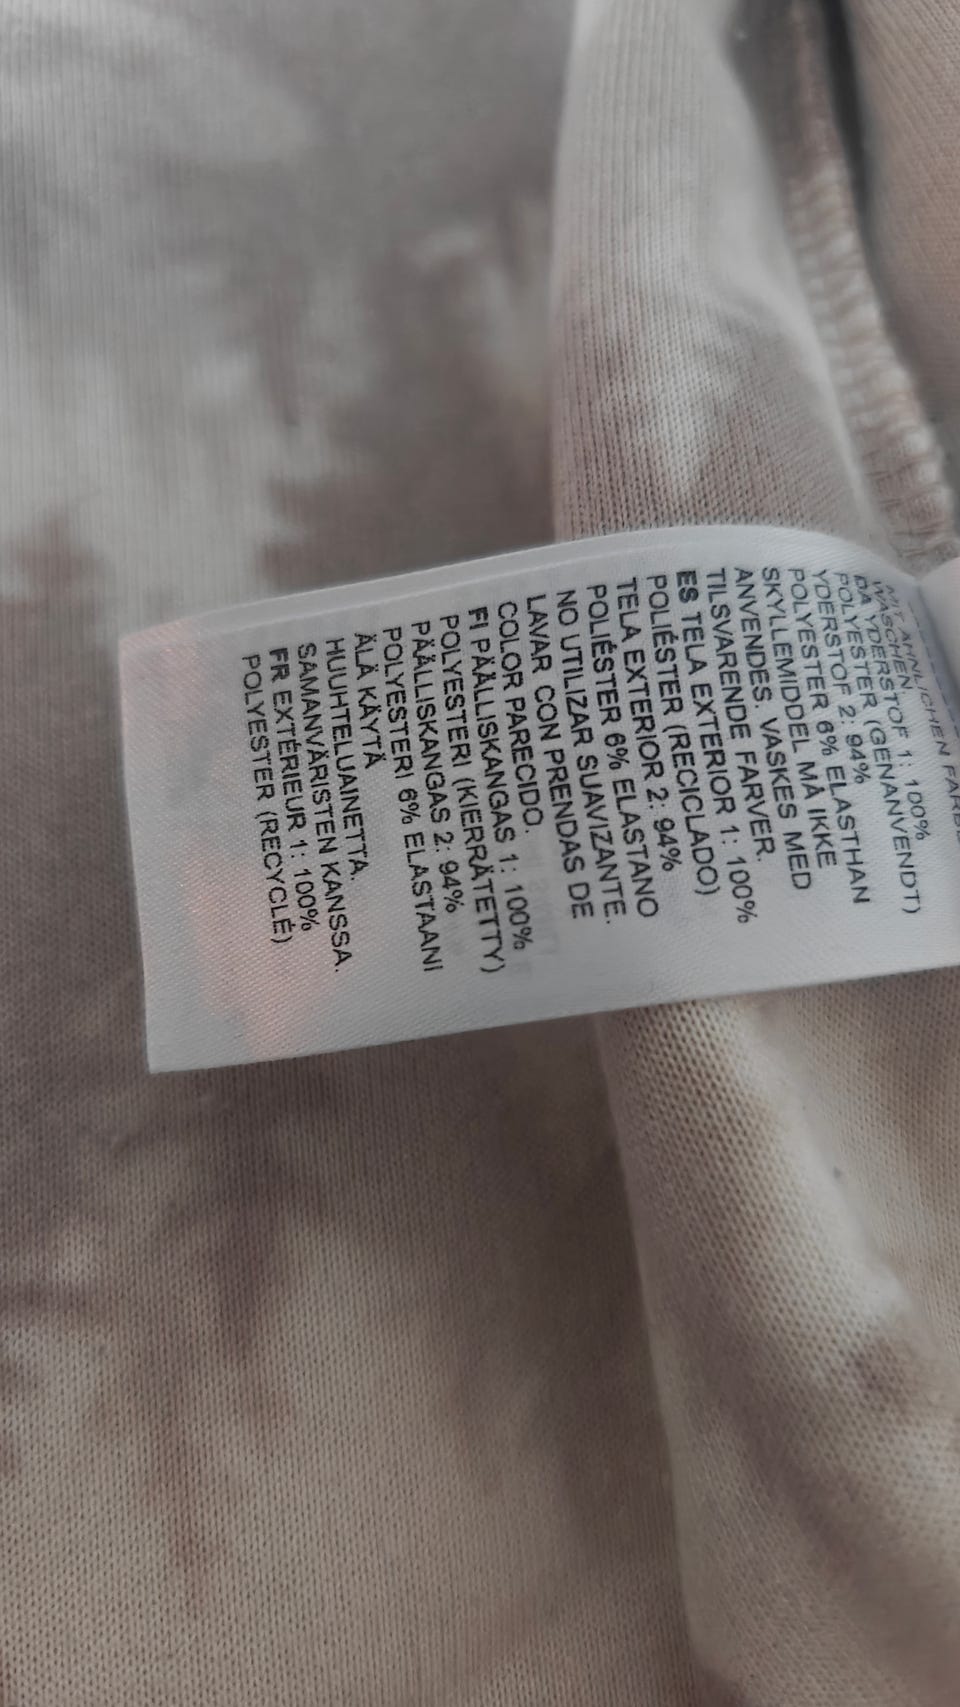 MIT ÄHNLICHEN FARBEN
WASCHEN.
DA YDERSTOF 1: 100%
POLYESTER (GENANVENDT)
YDERSTOF 2: 94%
POLYESTER 6% ELASTHAN
SKYLLEMIDDEL MÅ IKKE
ANVENDES. VASKES MED
TILSVARENDE FARVER.
ES TELA EXTERIOR 1: 100%
POLIÉSTER (RECICLADO)
TELA EXTERIOR 2: 94%
POLIÉSTER 6% ELASTANO
NO UTILIZAR SUAVIZANTE.
LAVAR CON PRENDAS DE
COLOR PARECIDO.
FI PÄÄLLISKANGAS 1: 100%
POLYESTERI (KIERRÄTETTY)
PÄÄLLISKANGAS 2: 94%
POLYESTERI 6% ELASTAANI
ÄLÄ KÄYTÄ
HUUHTELUAINETTA.
SAMANVÄRISTEN KANSSA.
FR EXTÉRIEUR 1: 100%
POLYESTER (RECYCLÉ)